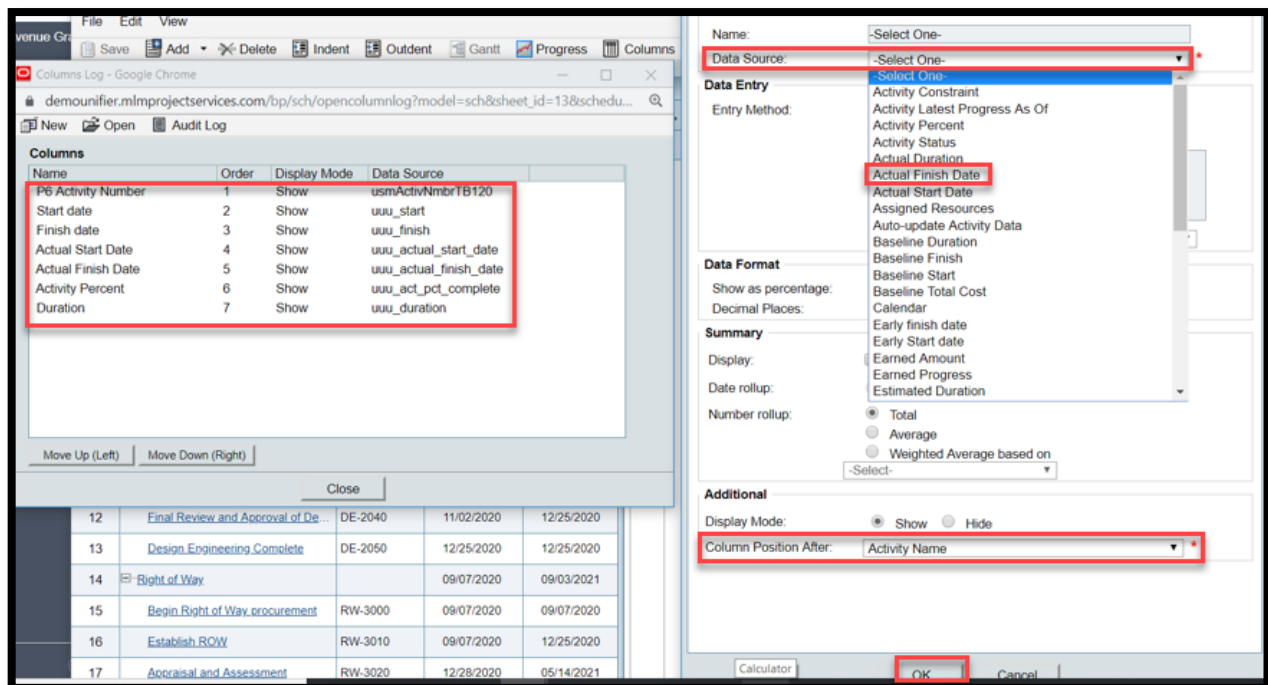 File Edit View
venue Gra
Save Add Delete Indent Outdent Gantt Progress Columns
Columns Log - Google Chrome
demounifier.mlmprojectservices.com/bp/sch/opencolumnlog?model=sch&sheet_id=13&schedu...
New Open Audit Log
Columns
Name Order Display Mode Data Source
P6 Activity Number 1 Show usmActivNmbrTB120
Start date 2 Show uuu_start
Finish date 3 Show uuu_finish
Actual Start Date 4 Show uuu_actual_start_date
Actual Finish Date 5 Show uuu_actual_finish_date
Activity Percent 6 Show uuu_act_pct_complete
Duration 7 Show uuu_duration
Move Up (Left) Move Down (Right)
Close
12 Final Review and Approval of De... DE-2040 11/02/2020 12/25/2020
13 Design Engineering Complete DE-2050 12/25/2020 12/25/2020
14 Right of Way 09/07/2020 09/03/2021
15 Begin Right of Way procurement RW-3000 09/07/2020 09/07/2020
16 Establish ROW RW-3010 09/07/2020 12/25/2020
17 Appraisal and Assessment RW-3020 12/28/2020 05/14/2021
Name: -Select One-
Data Source: -Select One- *
-Select One-
Data Entry
Activity Constraint
Entry Method: Activity Latest Progress As Of
Activity Percent
Activity Status
Actual Duration
Actual Finish Date
Actual Start Date
Assigned Resources
Auto-update Activity Data
Baseline Duration
Baseline Finish
Data Format
Baseline Start
Show as percentage: Baseline Total Cost
Decimal Places: Calendar
Early finish date
Summary
Early Start date
Display: Earned Amount
Earned Progress
Date rollup: Estimated Duration
Number rollup: Total
Average
Weighted Average based on
-Select-
Additional
Display Mode: Show Hide
Column Position After: Activity Name *
Calculator OK Cancel